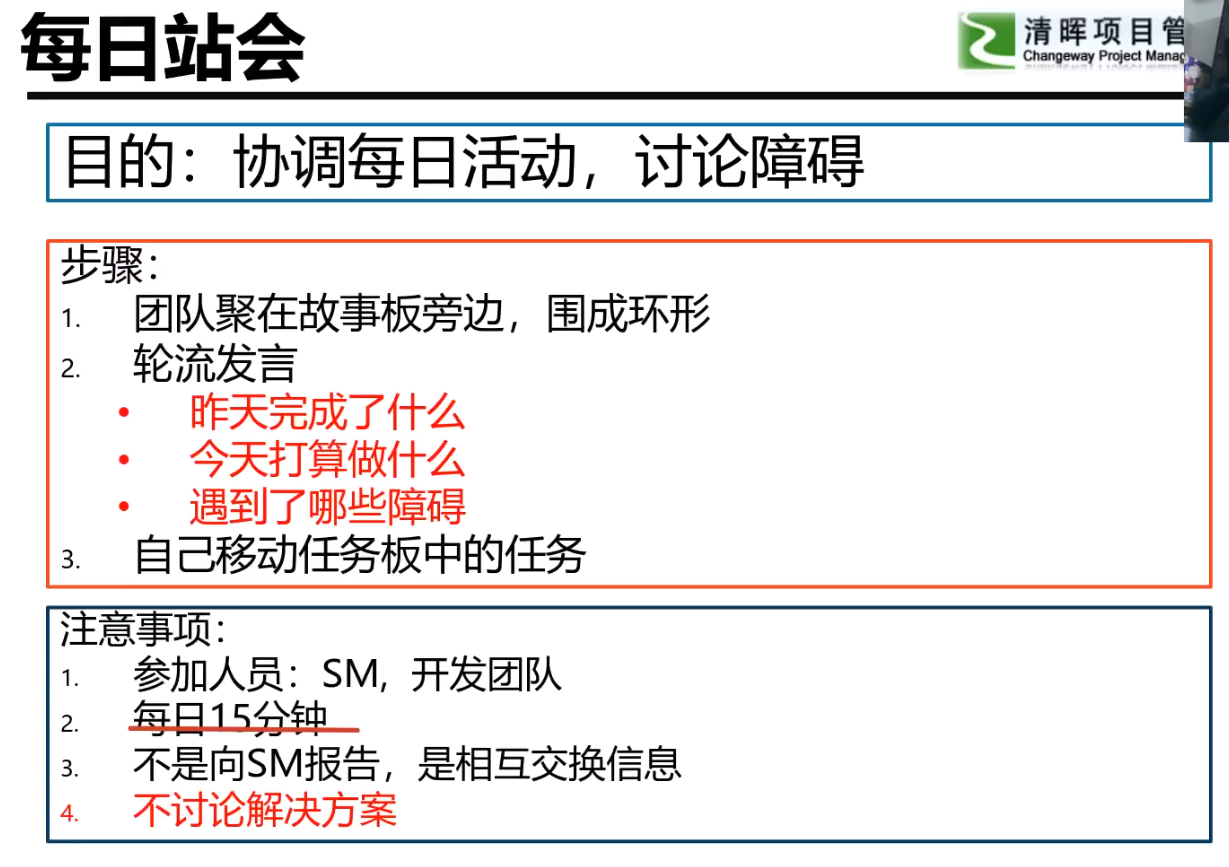 每日站会
清晖项目管
Changeway Project Manag
目的：协调每日活动，讨论障碍
步骤：
1. 团队聚在故事板旁边，围成环形
2. 轮流发言
• 昨天完成了什么
• 今天打算做什么
• 遇到了哪些障碍
3. 自己移动任务板中的任务
注意事项：
1. 参加人员：SM，开发团队
2. 每日15分钟
3. 不是向SM报告，是相互交换信息
4. 不讨论解决方案